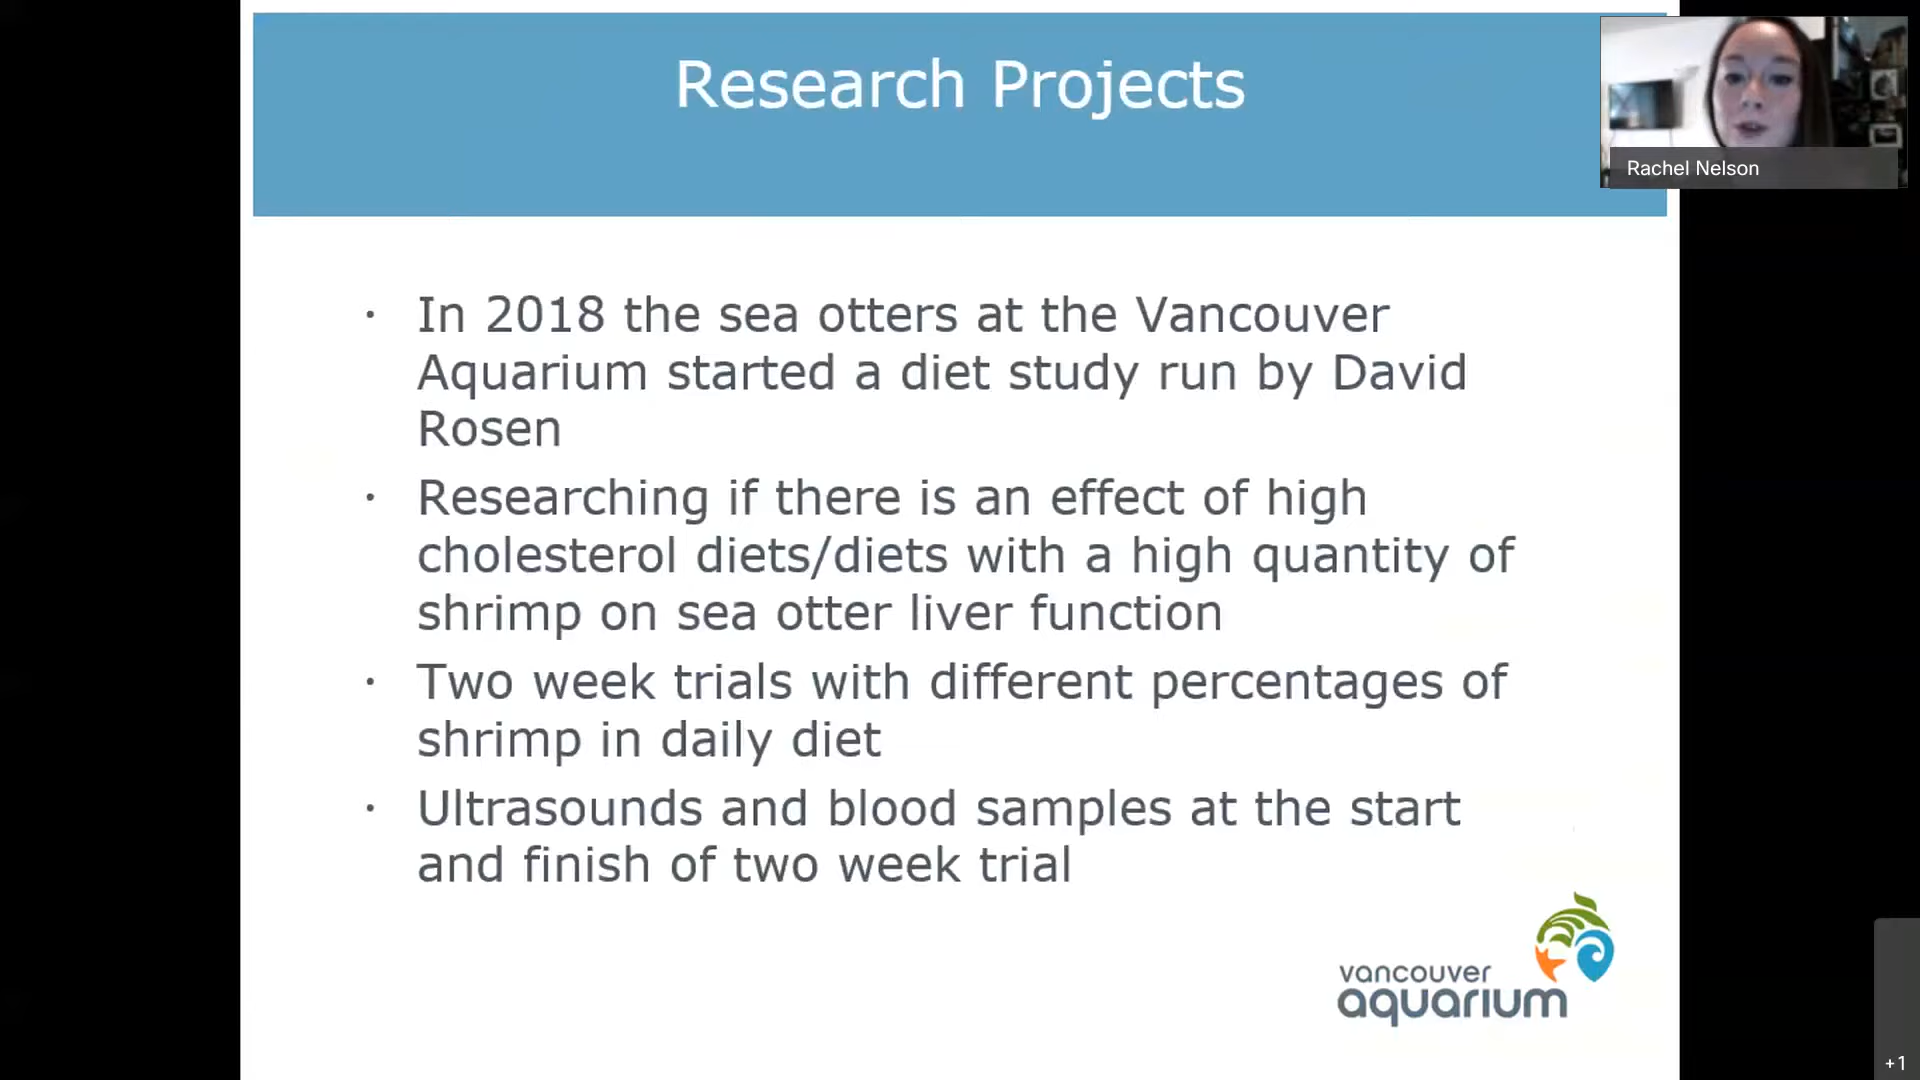 Research Projects
Rachel Nelson
· In 2018 the sea otters at the Vancouver
Aquarium started a diet study run by David
Rosen
· Researching if there is an effect of high
cholesterol diets/diets with a high quantity of
shrimp on sea otter liver function
· Two week trials with different percentages of
shrimp in daily diet
· Ultrasounds and blood samples at the start
and finish of two week trial
vancouver
aquarium
+1